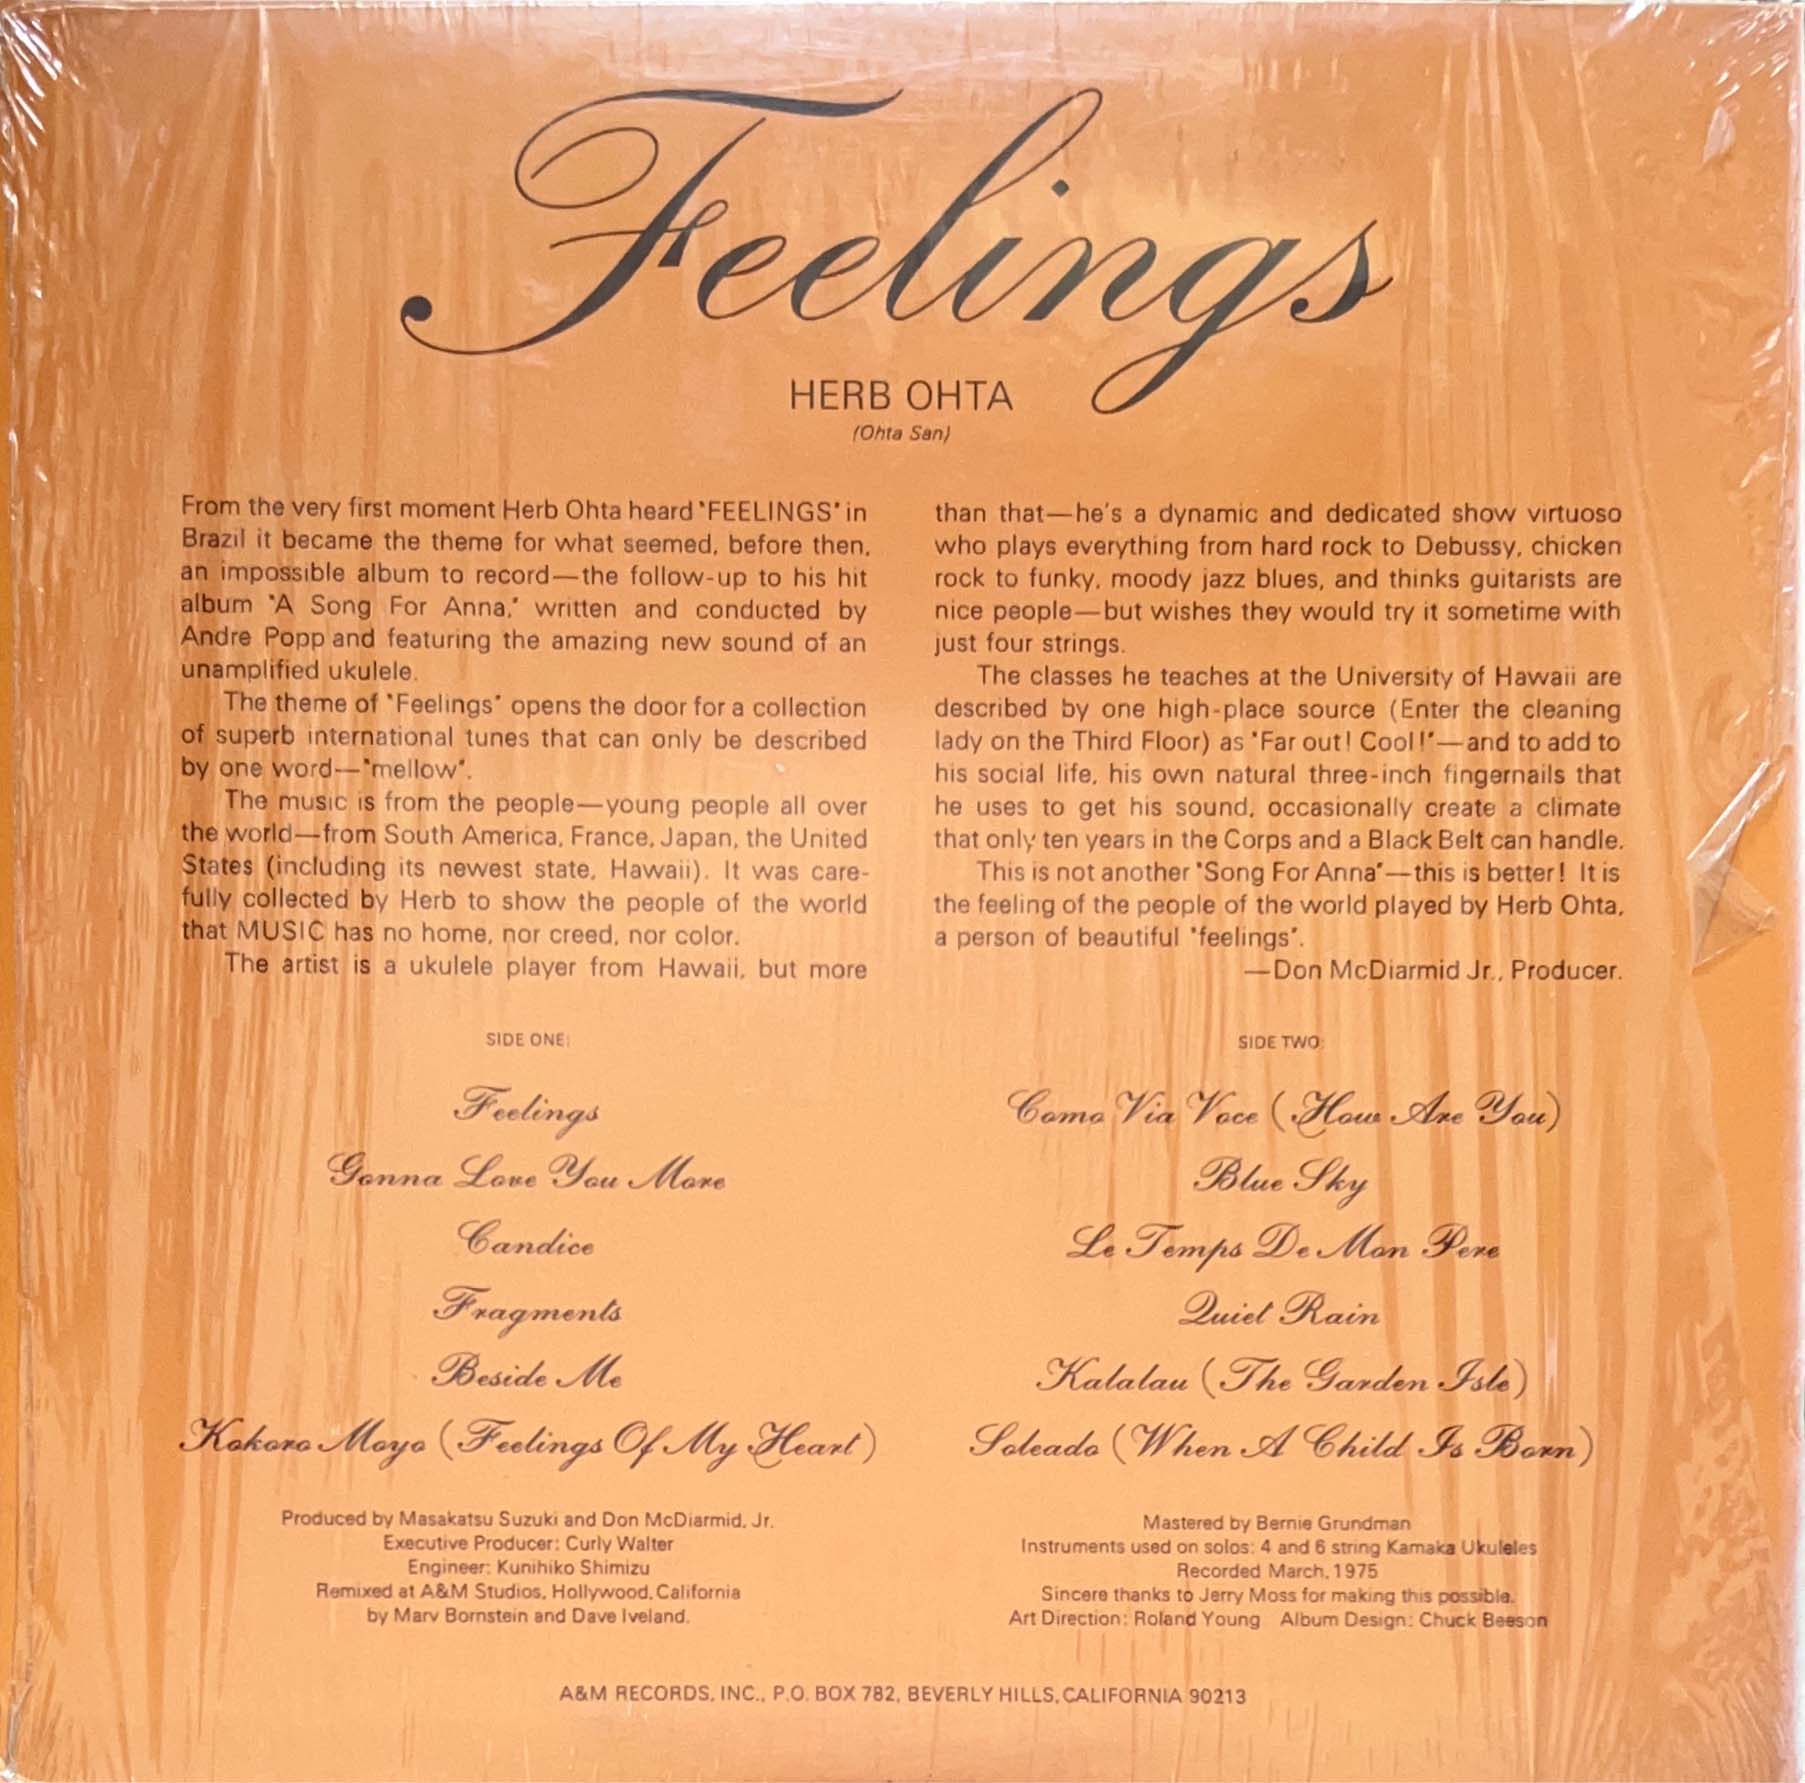 Feelings
HERB OHTA
(Ohta San)
From the very first moment Herb Ohta heard "FEELINGS" in
Brazil it became the theme for what seemed, before then,
an impossible album to record—the follow-up to his hit
album "A Song For Anna," written and conducted by
Andre Popp and featuring the amazing new sound of an
unamplified ukulele.
The theme of "Feelings" opens the door for a collection
of superb international tunes that can only be described
by one word—"mellow".
The music is from the people—young people all over
the world—from South America, France, Japan, the United
States (including its newest state, Hawaii). It was care-
fully collected by Herb to show the people of the world
that MUSIC has no home, nor creed, nor color.
The artist is a ukulele player from Hawaii, but more
than that—he's a dynamic and dedicated show virtuoso
who plays everything from hard rock to Debussy, chicken
rock to funky, moody jazz blues, and thinks guitarists are
nice people—but wishes they would try it sometime with
just four strings.
The classes he teaches at the University of Hawaii are
described by one high-place source (Enter the cleaning
lady on the Third Floor) as "Far out! Cool!"—and to add to
his social life, his own natural three-inch fingernails that
he uses to get his sound, occasionally create a climate
that only ten years in the Corps and a Black Belt can handle.
This is not another "Song For Anna"—this is better! It is
the feeling of the people of the world played by Herb Ohta,
a person of beautiful "feelings".
—Don McDiarmid Jr., Producer.
SIDE ONE:
Feelings
Gonna Love You More
Candice
Fragments
Beside Me
Kokoro Moyo (Feelings Of My Heart)
SIDE TWO:
Como Via Voce (How Are You)
Blue Sky
Le Temps De Mon Pere
Quiet Rain
Kalalau (The Garden Isle)
Soleado (When A Child Is Born)
Produced by Masakatsu Suzuki and Don McDiarmid, Jr.
Executive Producer: Curly Walter
Engineer: Kunihiko Shimizu
Remixed at A&M Studios, Hollywood, California
by Marv Bornstein and Dave Iveland.
Mastered by Bernie Grundman
Instruments used on solos: 4 and 6 string Kamaka Ukuleles
Recorded March, 1975
Sincere thanks to Jerry Moss for making this possible.
Art Direction: Roland Young Album Design: Chuck Beeson
A&M RECORDS, INC., P.O. BOX 782, BEVERLY HILLS, CALIFORNIA 90213